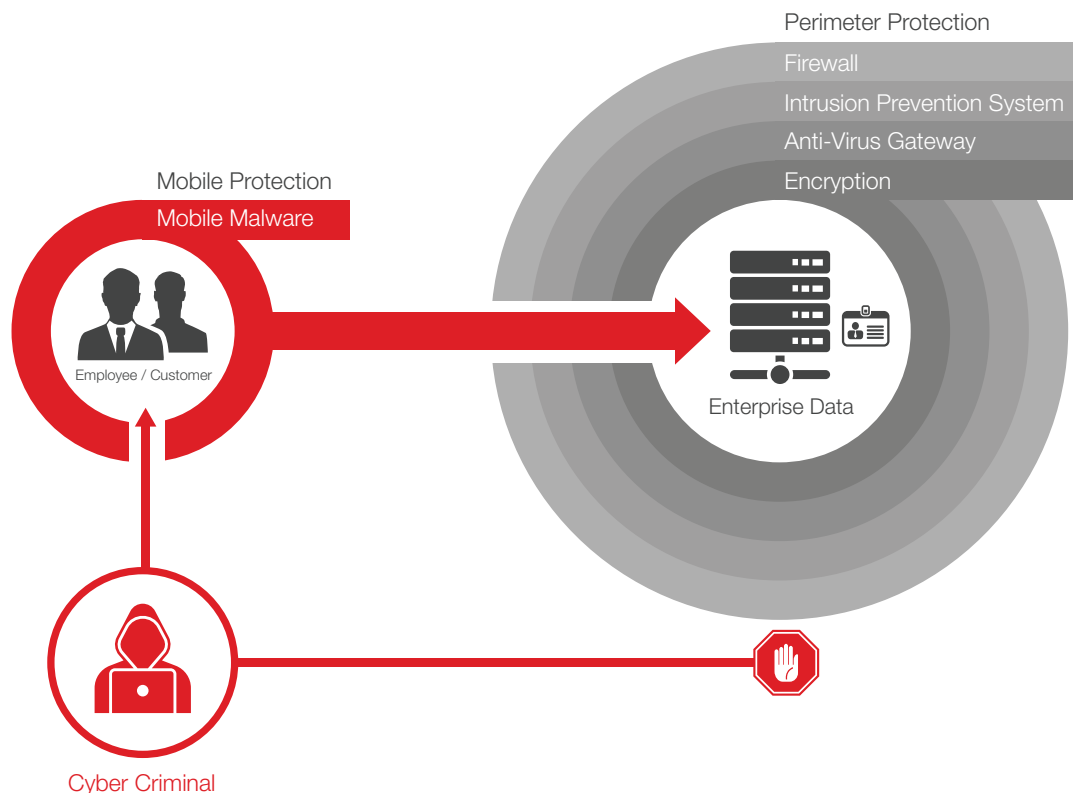 Perimeter Protection
Firewall
Intrusion Prevention System
Anti-Virus Gateway
Encryption
Mobile Protection
Mobile Malware
Employee / Customer
Enterprise Data
Cyber Criminal